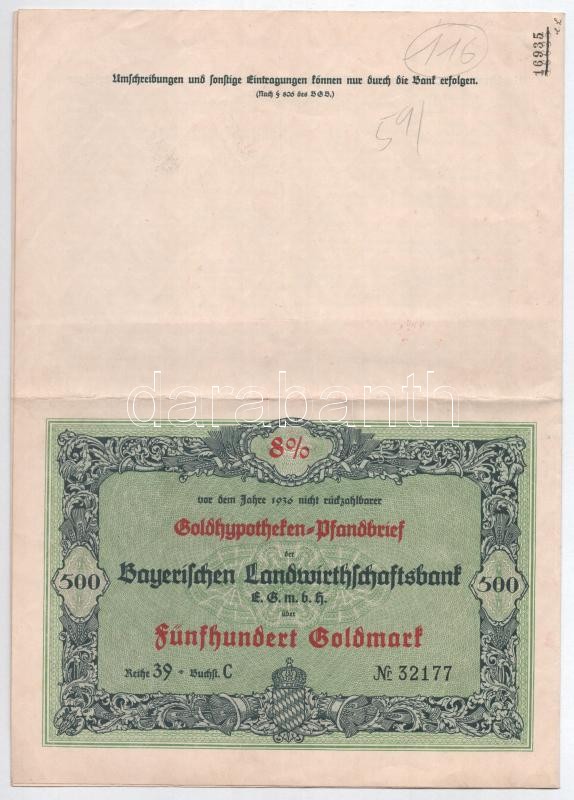 116
16935
Umschreibungen und sonstige Eintragungen können nur durch die Bank erfolgen.
(Nach § 806 des BGB.)
591
darabanth
8%
vor dem Jahre 1936 nicht rückzahlbarer
Goldhypotheken-Pfandbrief
der
Bayerischen Landwirthschaftsbank
E. G. m. b. H.
500
500
über
Fünfhundert Goldmark
Reihe 39 * Buchst. C
Nr. 32177